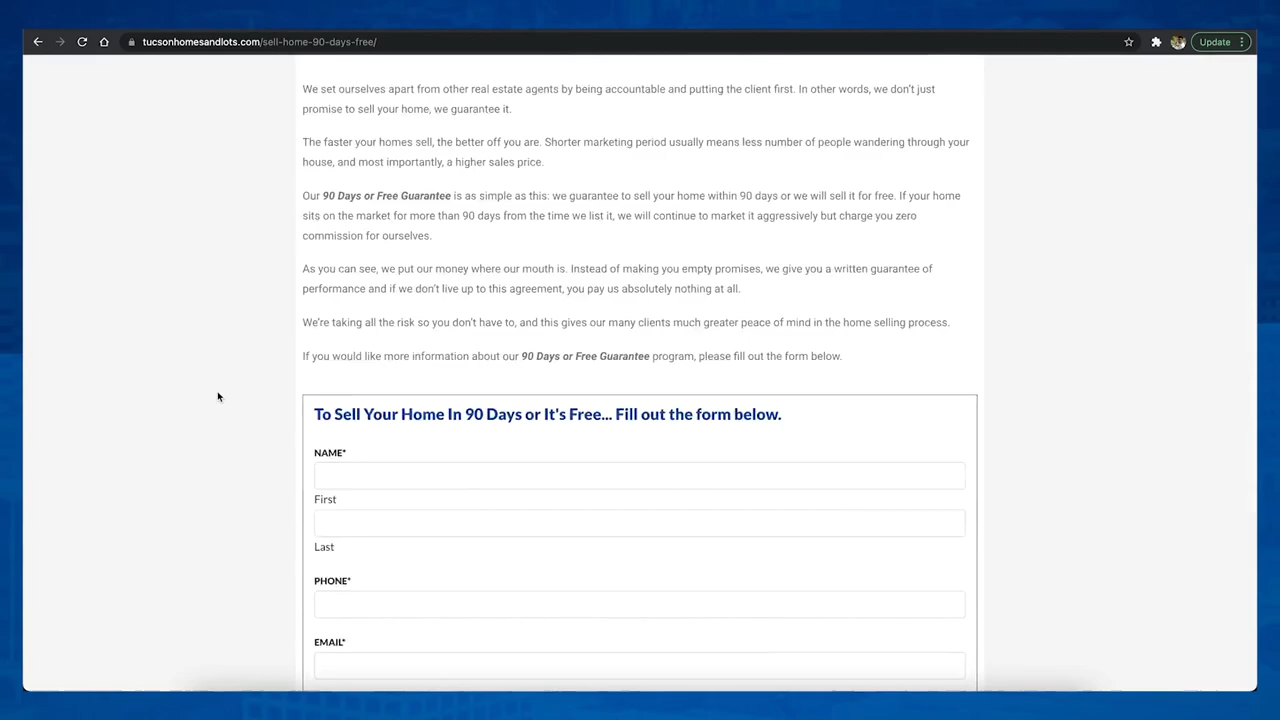 tucsonhomesandlots.com/sell-home-90-days-free/
Update
We set ourselves apart from other real estate agents by being accountable and putting the client first. In other words, we don't just
promise to sell your home, we guarantee it.
The faster your homes sell, the better off you are. Shorter marketing period usually means less number of people wandering through your
house, and most importantly, a higher sales price.
Our 90 Days or Free Guarantee is as simple as this: we guarantee to sell your home within 90 days or we will sell it for free. If your home
sits on the market for more than 90 days from the time we list it, we will continue to market it aggressively but charge you zero
commission for ourselves.
As you can see, we put our money where our mouth is. Instead of making you empty promises, we give you a written guarantee of
performance and if we don't live up to this agreement, you pay us absolutely nothing at all.
We're taking all the risk so you don't have to, and this gives our many clients much greater peace of mind in the home selling process.
If you would like more information about our 90 Days or Free Guarantee program, please fill out the form below.
To Sell Your Home In 90 Days or It's Free... Fill out the form below.
NAME*
First
Last
PHONE*
EMAIL*